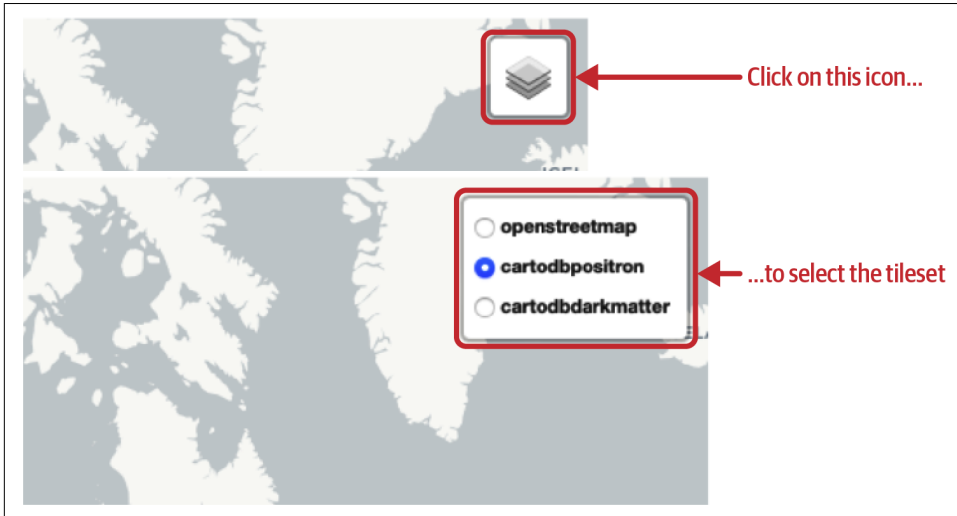 Click on this icon...
openstreetmap
cartodbpositron
...to select the tileset
cartodbdarkmatter